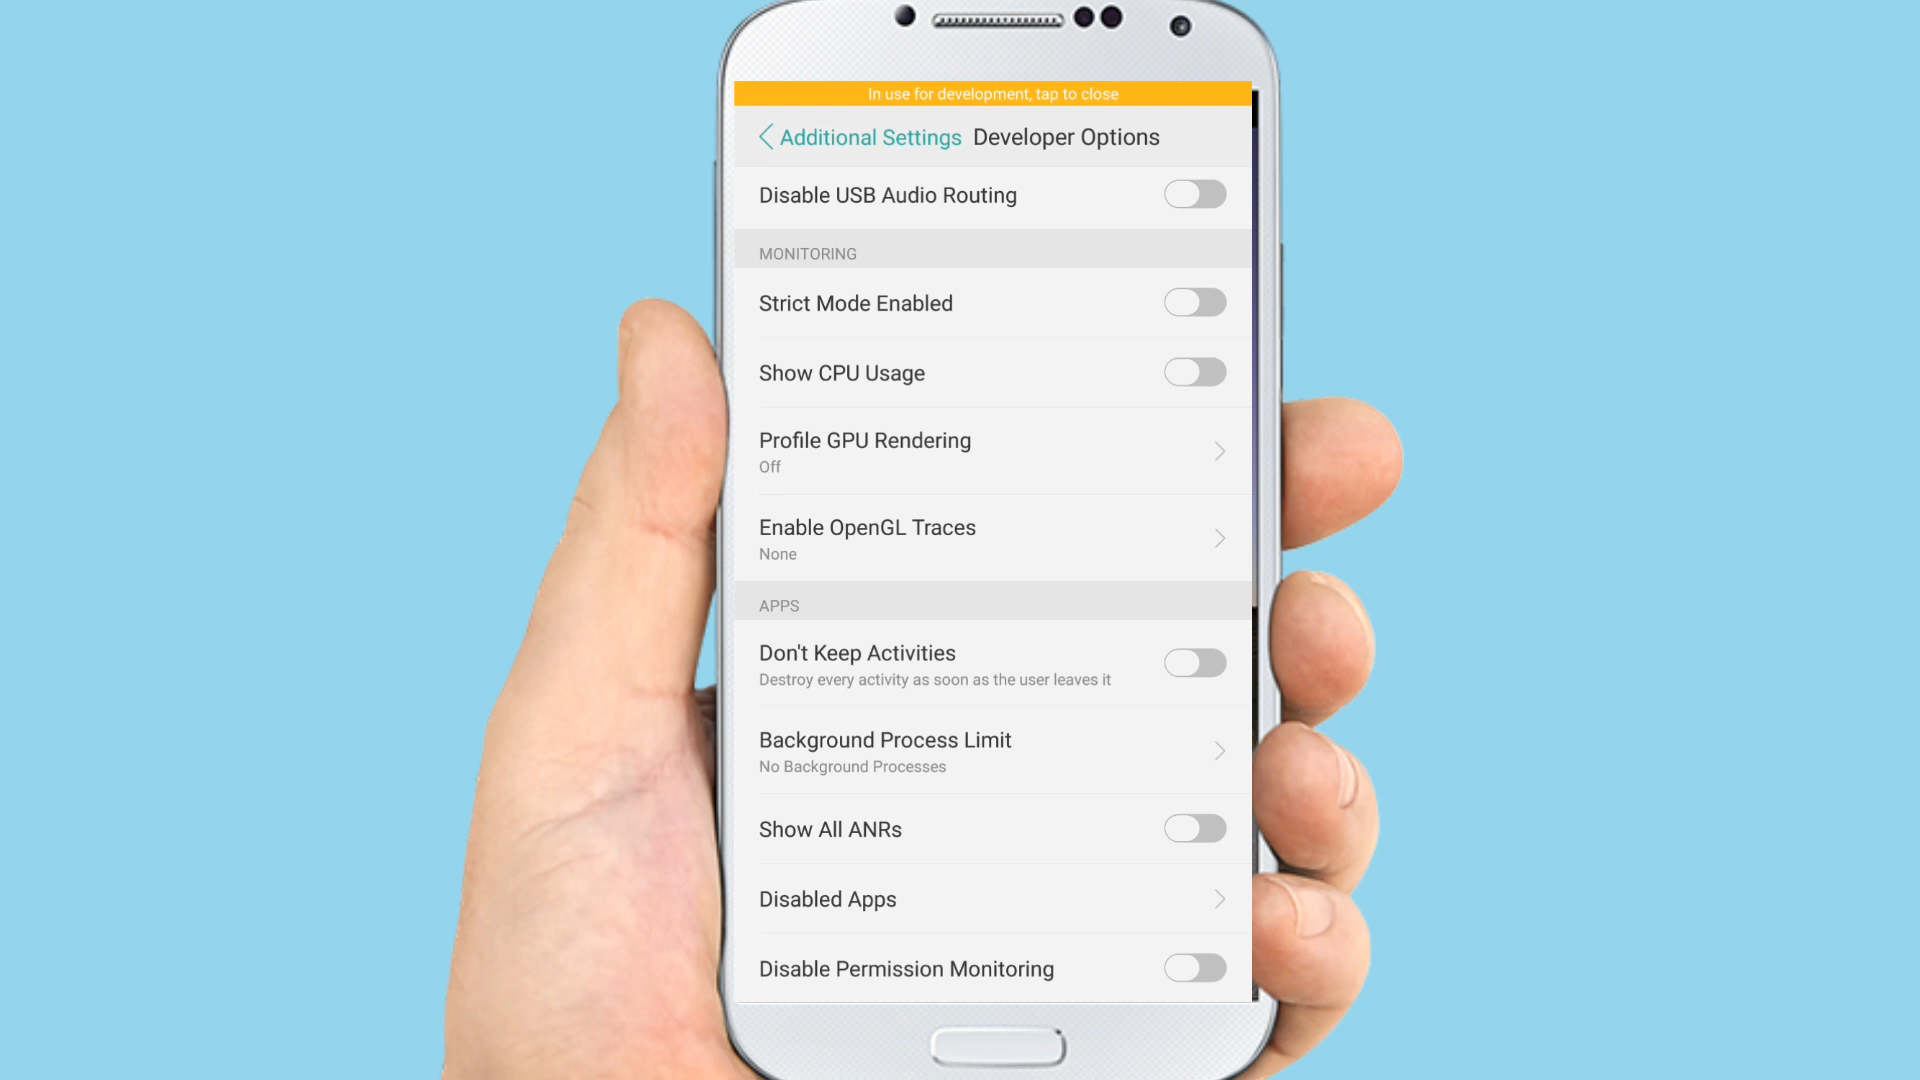 In use for development, tap to close
Additional Settings Developer Options
Disable USB Audio Routing
MONITORING
Strict Mode Enabled
Show CPU Usage
Profile GPU Rendering
Off
Enable OpenGL Traces
None
APPS
Don't Keep Activities
Destroy every activity as soon as the user leaves it
Background Process Limit
No Background Processes
Show All ANRs
Disabled Apps
Disable Permission Monitoring